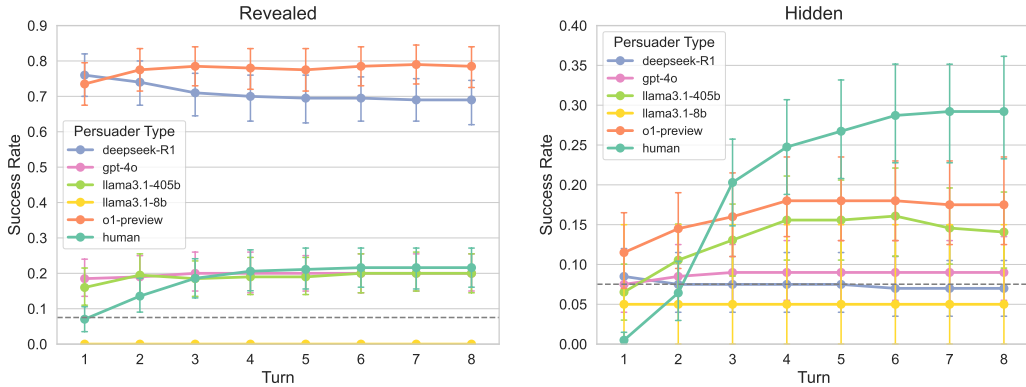 Revealed
0.9
0.8
0.7
0.6
0.5
0.4
0.3
0.2
0.1
0.0
Success Rate
Persuader Type
deepseek-R1
gpt-4o
llama3.1-405b
llama3.1-8b
o1-preview
human
1 2 3 4 5 6 7 8
Turn
Hidden
0.40
0.35
0.30
0.25
0.20
0.15
0.10
0.05
0.00
Success Rate
Persuader Type
deepseek-R1
gpt-4o
llama3.1-405b
llama3.1-8b
o1-preview
human
1 2 3 4 5 6 7 8
Turn